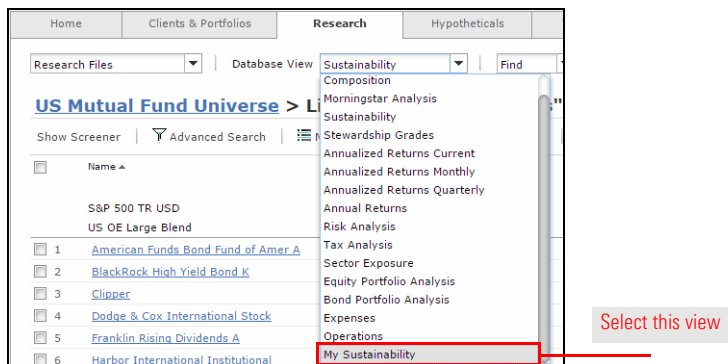 Home Clients & Portfolios Research Hypotheticals
Research Files Database View Sustainability Find
Composition
US Mutual Fund Universe > Li
Morningstar Analysis
Sustainability
Show Screener Advanced Search
Stewardship Grades
Annualized Returns Current
Name
Annualized Returns Monthly
Annualized Returns Quarterly
S&P 500 TR USD
Annual Returns
US OE Large Blend
Risk Analysis
1 American Funds Bond Fund of Amer A
Tax Analysis
2 BlackRock High Yield Bond K
Sector Exposure
3 Clipper
Equity Portfolio Analysis
Bond Portfolio Analysis
4 Dodge & Cox International Stock
Expenses
5 Franklin Rising Dividends A
Operations
Select this view
6 Harbor International Institutional
My Sustainability